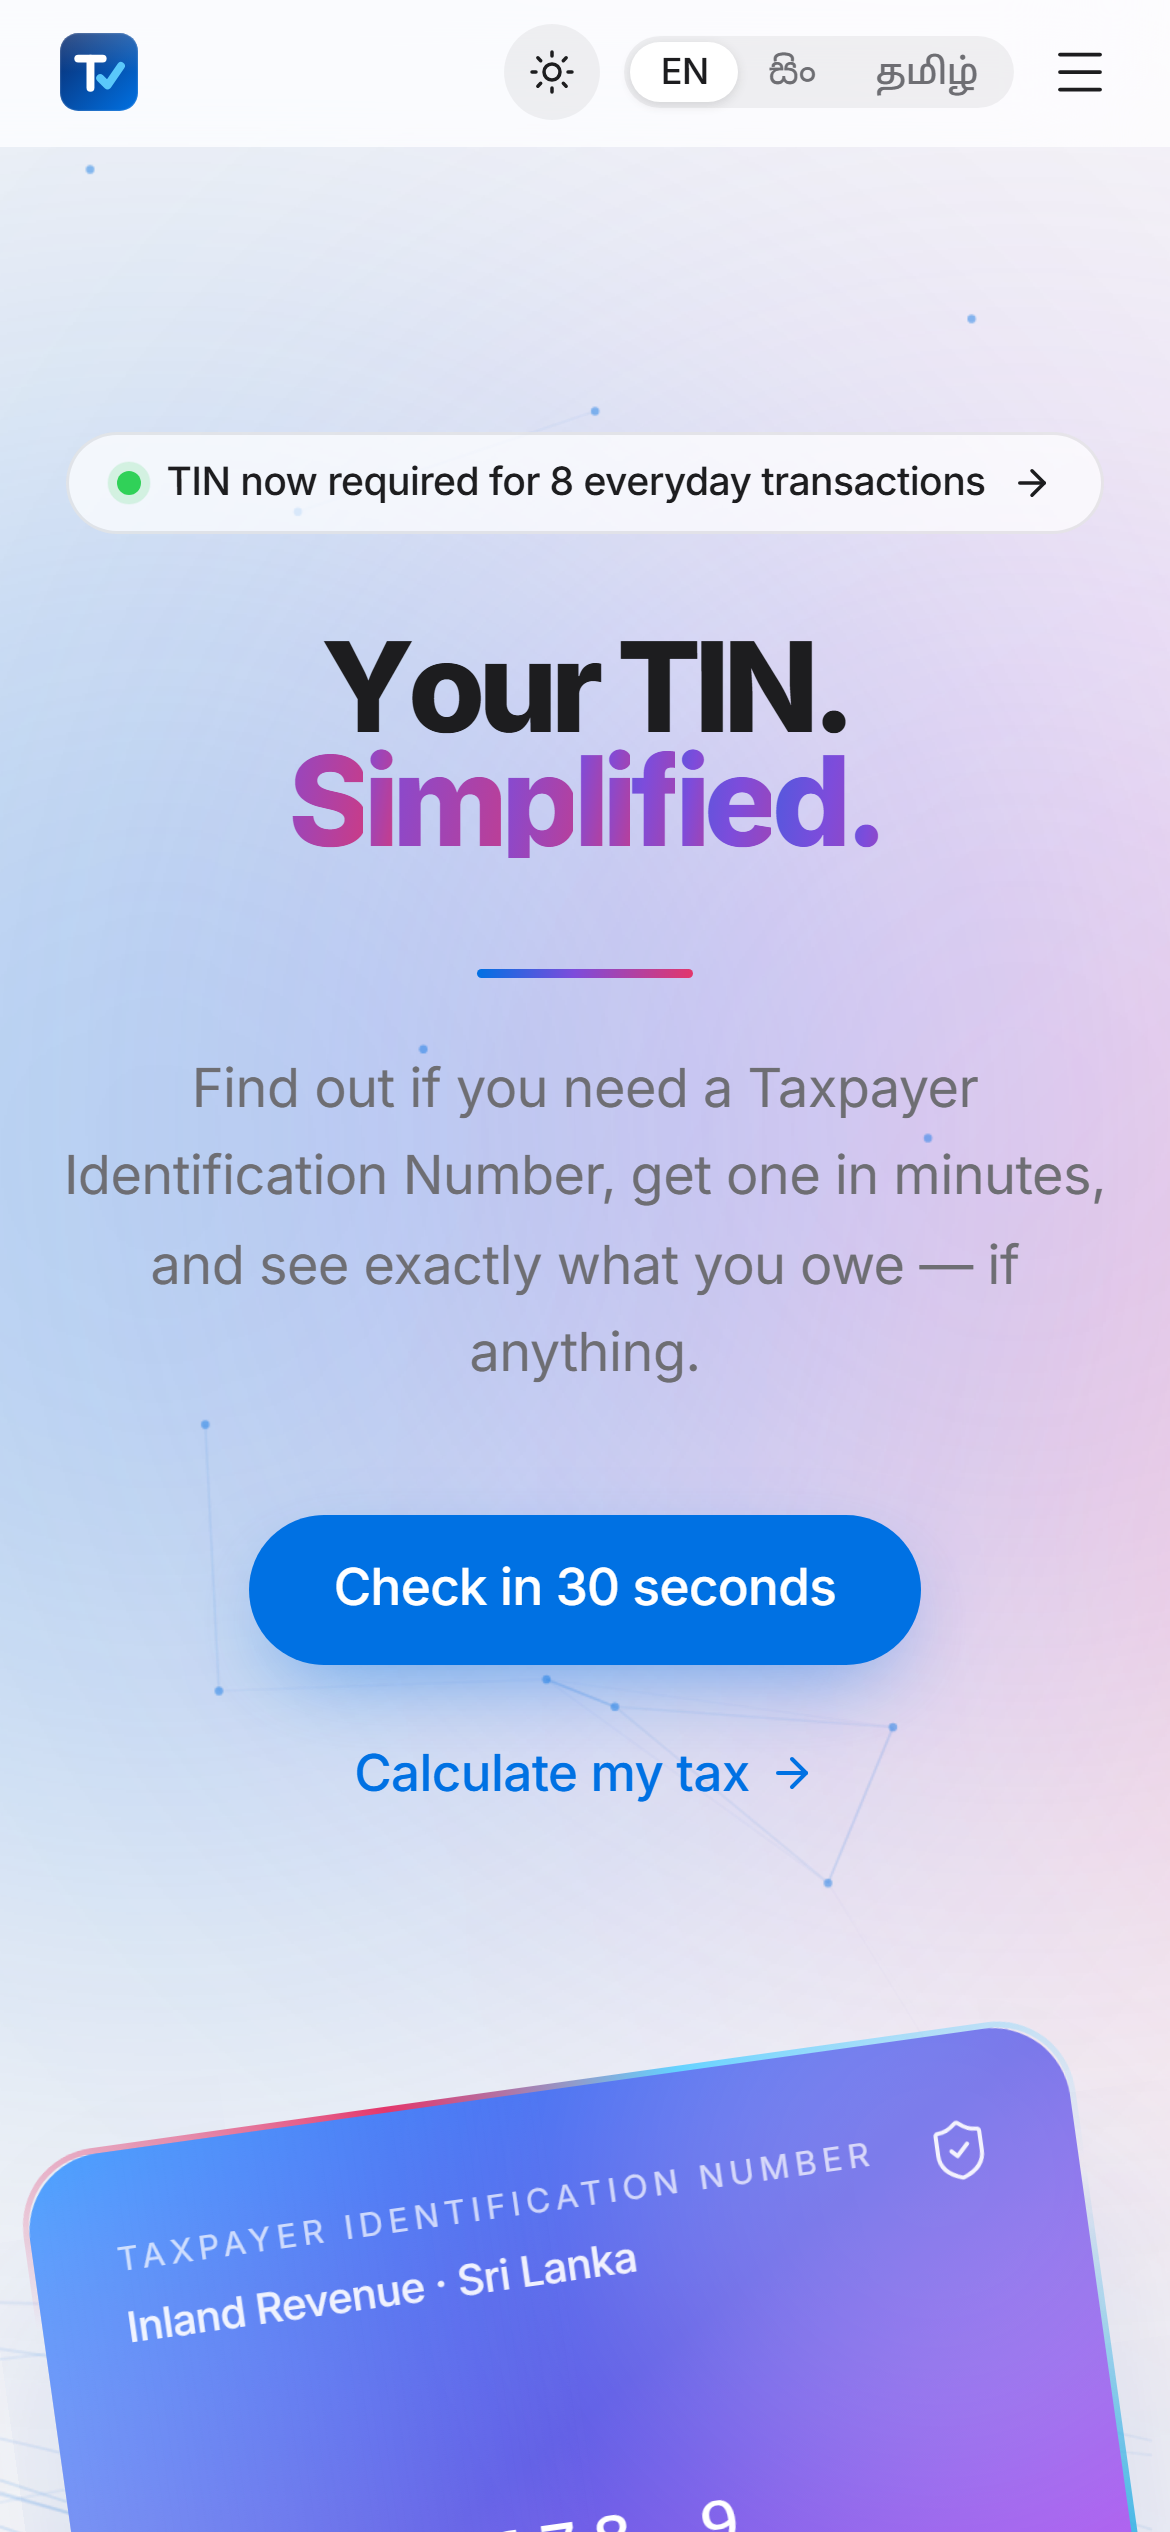 T
EN සිං தமிழ்
TIN now required for 8 everyday transactions
Your TIN.
Simplified.
Find out if you need a Taxpayer
Identification Number, get one in minutes,
and see exactly what you owe — if
anything.
Check in 30 seconds
Calculate my tax
TAXPAYER IDENTIFICATION NUMBER
Inland Revenue · Sri Lanka
78 9